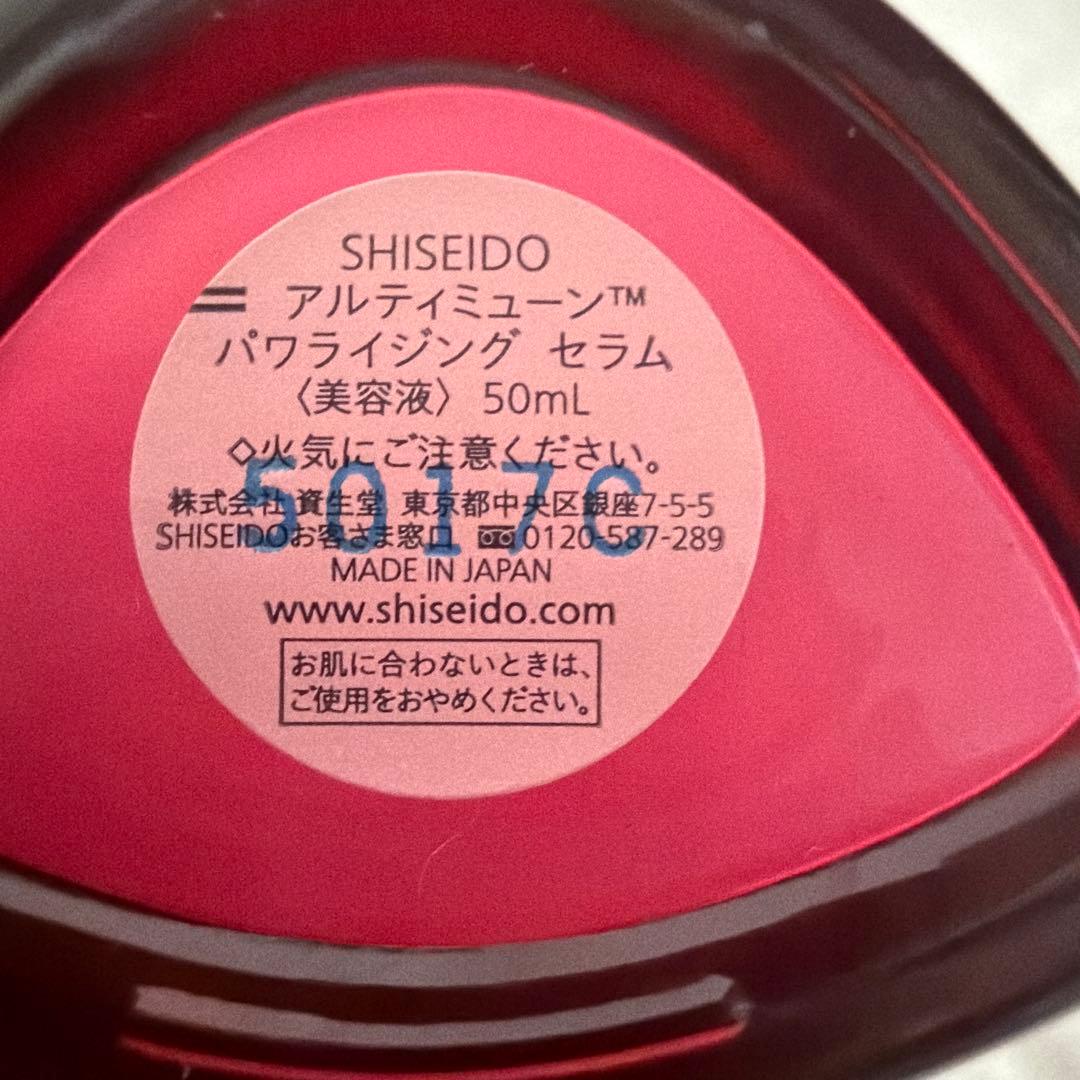 SHISEIDO
アルティミューン™
パワライジング セラム
〈美容液〉 50mL
◇火気にご注意ください。
5017C
株式会社 資生堂 東京都中央区銀座7-5-5
SHISEIDOお客さま窓口 0120-587-289
MADE IN JAPAN
www.shiseido.com
お肌に合わないときは、
ご使用をおやめください。